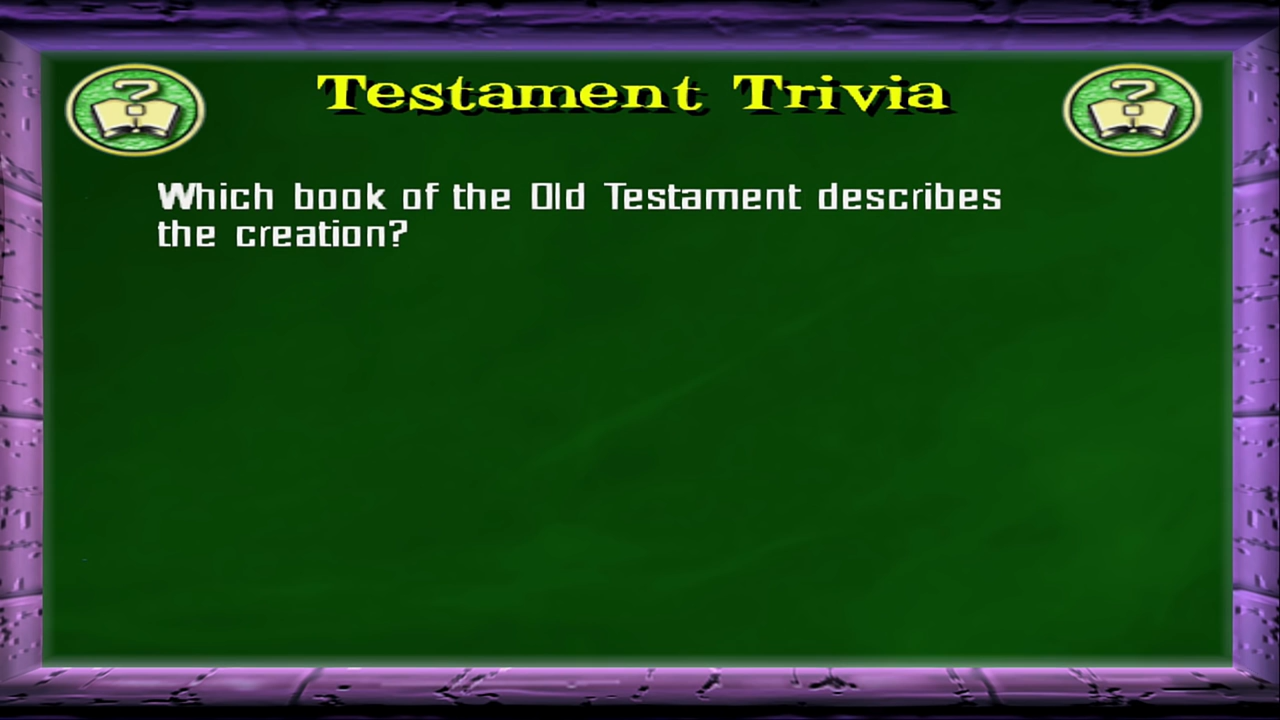 Testament Trivia
Which book of the Old Testament describes
the creation?